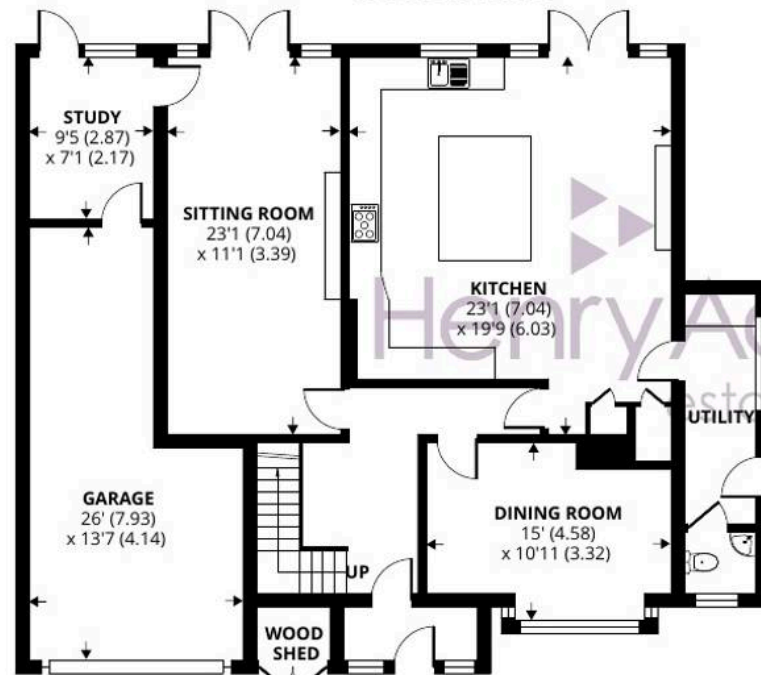 STUDY
9'5 (2.87)
x 7'1 (2.17)
SITTING ROOM
23'1 (7.04)
x 11'1 (3.39)
KITCHEN
23'1 (7.04)
x 19'9 (6.03)
Henry
UTILITY
GARAGE
26' (7.93)
x 13'7 (4.14)
DINING ROOM
15' (4.58)
x 10'11 (3.32)
UP
WOOD
SHED